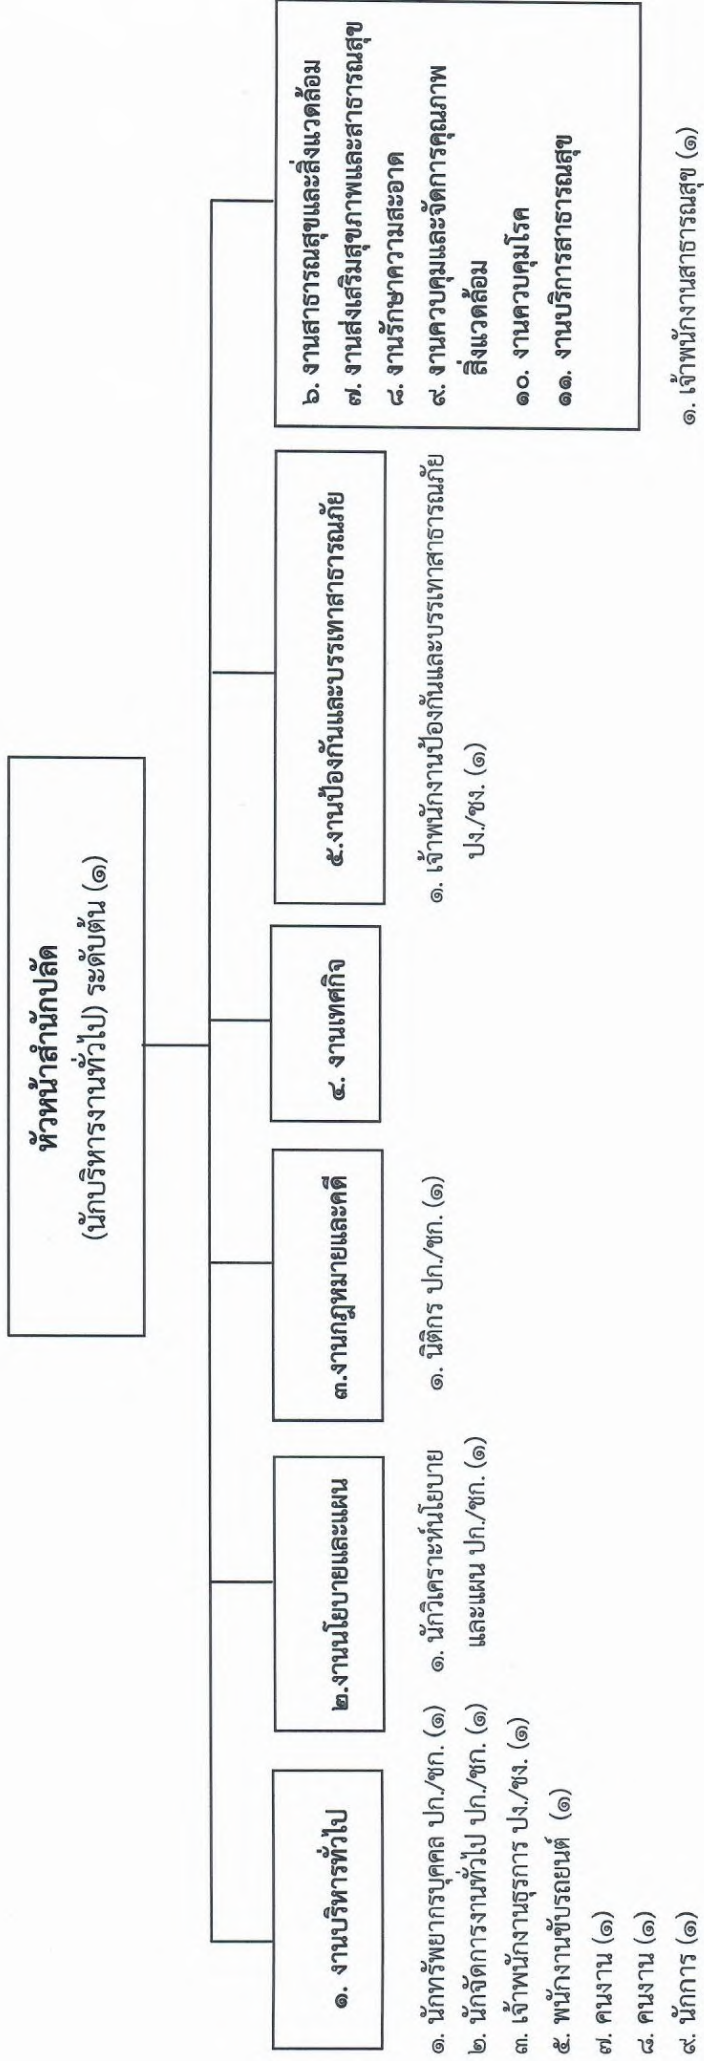 หัวหน้าสำนักปลัด
(นักบริหารงานทั่วไป) ระดับต้น (๑)
๑. งานบริหารทั่วไป
๑. นักทรัพยากรบุคคล ปก./ชก. (๑)
๒. นักจัดการงานทั่วไป ปก./ชก. (๑)
๓. เจ้าพนักงานธุรการ ปง./ชง. (๑)
๕. พนักงานขับรถยนต์ (๑)
๗. คนงาน (๑)
๘. คนงาน (๑)
๙. นักการ (๑)
๒.งานนโยบายและแผน
๑. นักวิเคราะห์นโยบาย
และแผน ปก./ชก. (๑)
๓.งานกฎหมายและคดี
๑. นิติกร ปก./ชก. (๑)
๔. งานเทศกิจ
๕.งานป้องกันและบรรเทาสาธารณภัย
๑. เจ้าพนักงานป้องกันและบรรเทาสาธารณภัย
ปง./ชง. (๑)
๖. งานสาธารณสุขและสิ่งแวดล้อม
๗. งานส่งเสริมสุขภาพและสาธารณสุข
๘. งานรักษาความสะอาด
๙. งานควบคุมและจัดการคุณภาพ
สิ่งแวดล้อม
๑๐. งานควบคุมโรค
๑๑. งานบริการสาธารณสุข
๑. เจ้าพนักงานสาธารณสุข (๑)